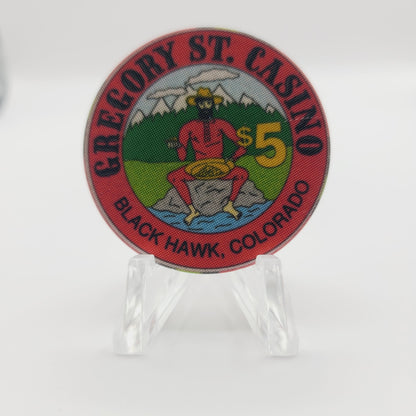 GREGORY ST. CASINO
$5
BLACK HAWK, COLORADO